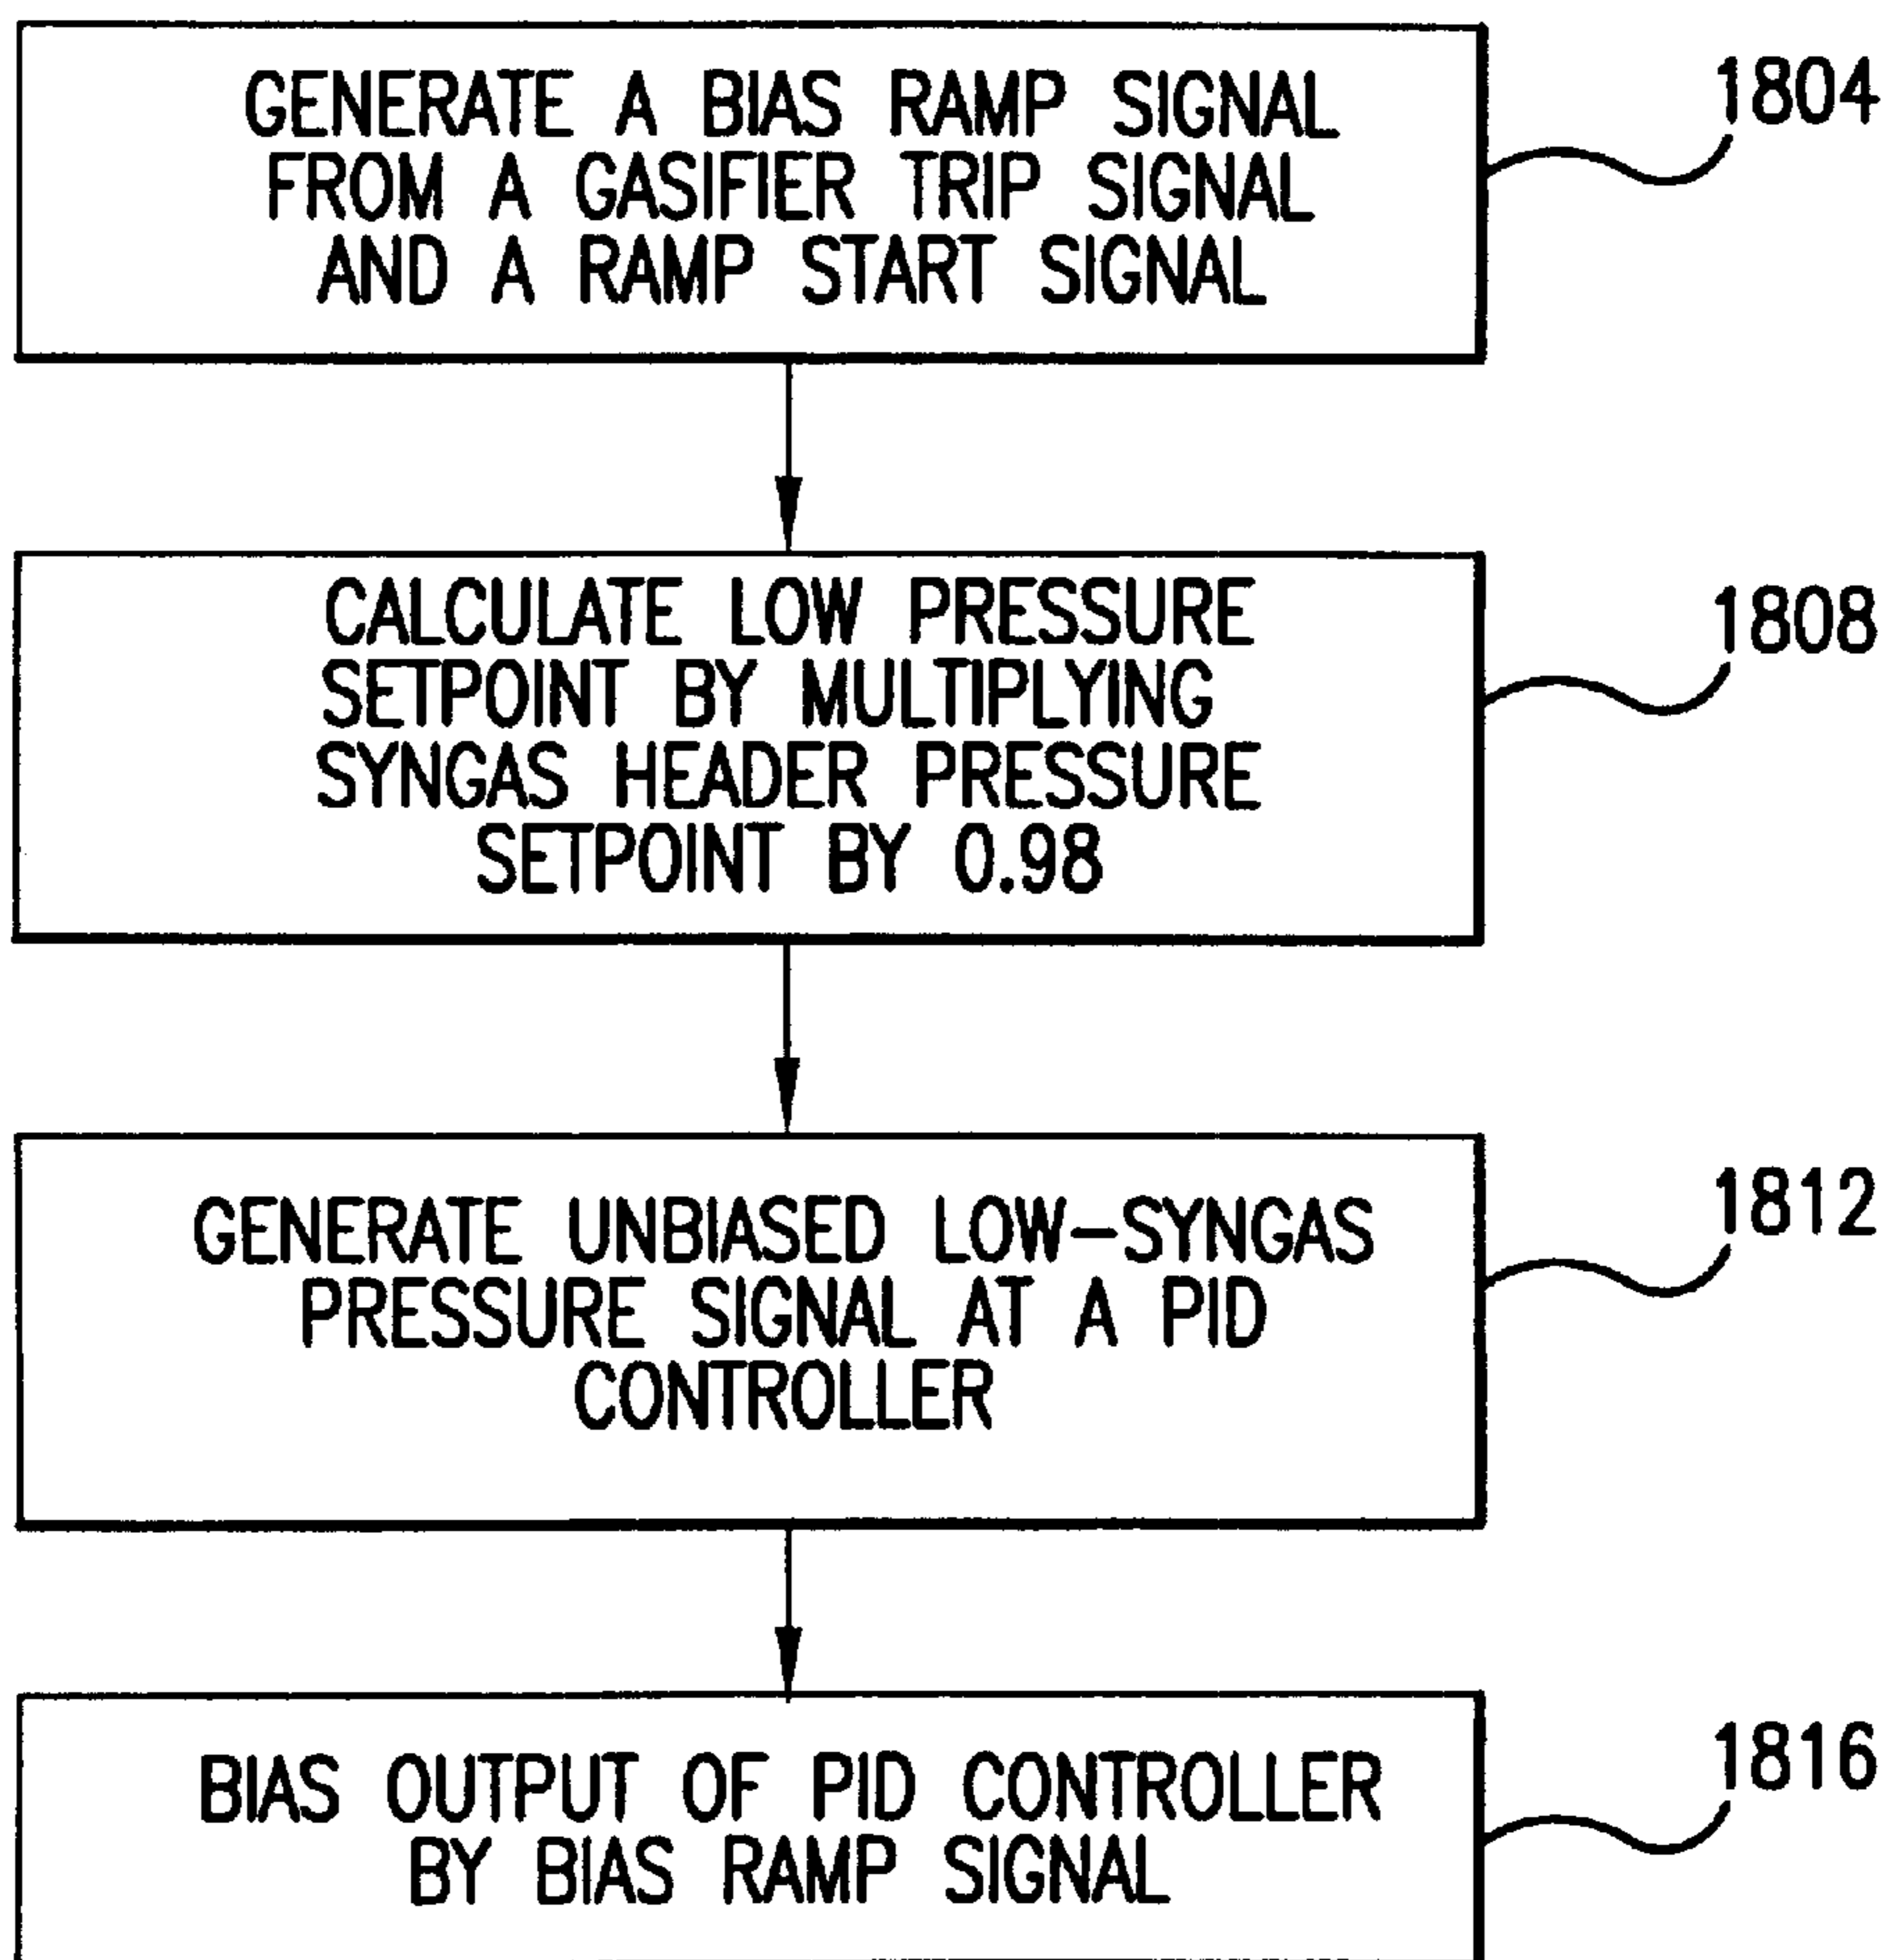 GENERATE A BIAS RAMP SIGNAL
FROM A GASIFIER TRIP SIGNAL
AND A RAMP START SIGNAL
1804
CALCULATE LOW PRESSURE
SETPOINT BY MULTIPLYING
SYNGAS HEADER PRESSURE
SETPOINT BY 0.98
1808
GENERATE UNBIASED LOW-SYNGAS
PRESSURE SIGNAL AT A PID
CONTROLLER
1812
BIAS OUTPUT OF PID CONTROLLER
BY BIAS RAMP SIGNAL
1816